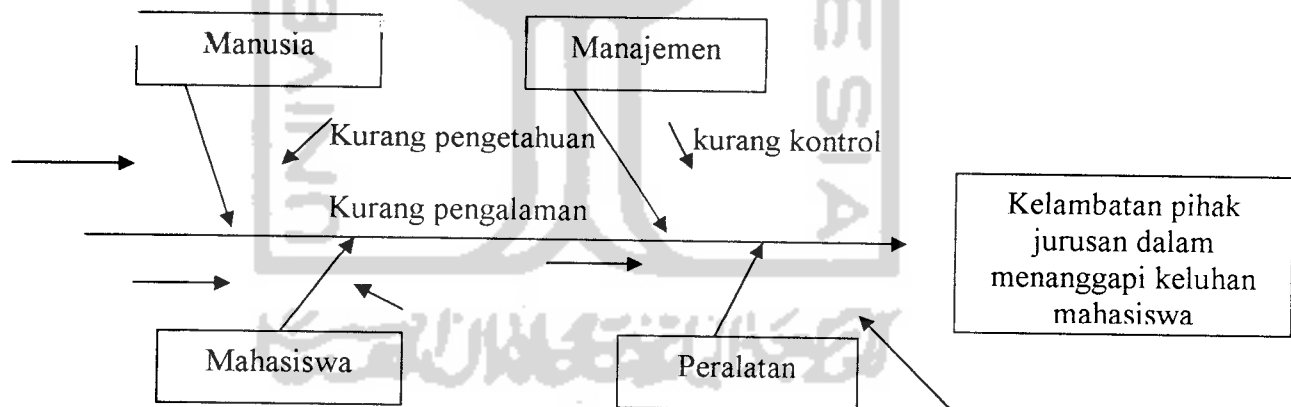 Manusia
Manajemen
Kurang pengetahuan
kurang kontrol
Kurang pengalaman
Kelambatan pihak
jurusan dalam
menanggapi keluhan
mahasiswa
Mahasiswa
Peralatan